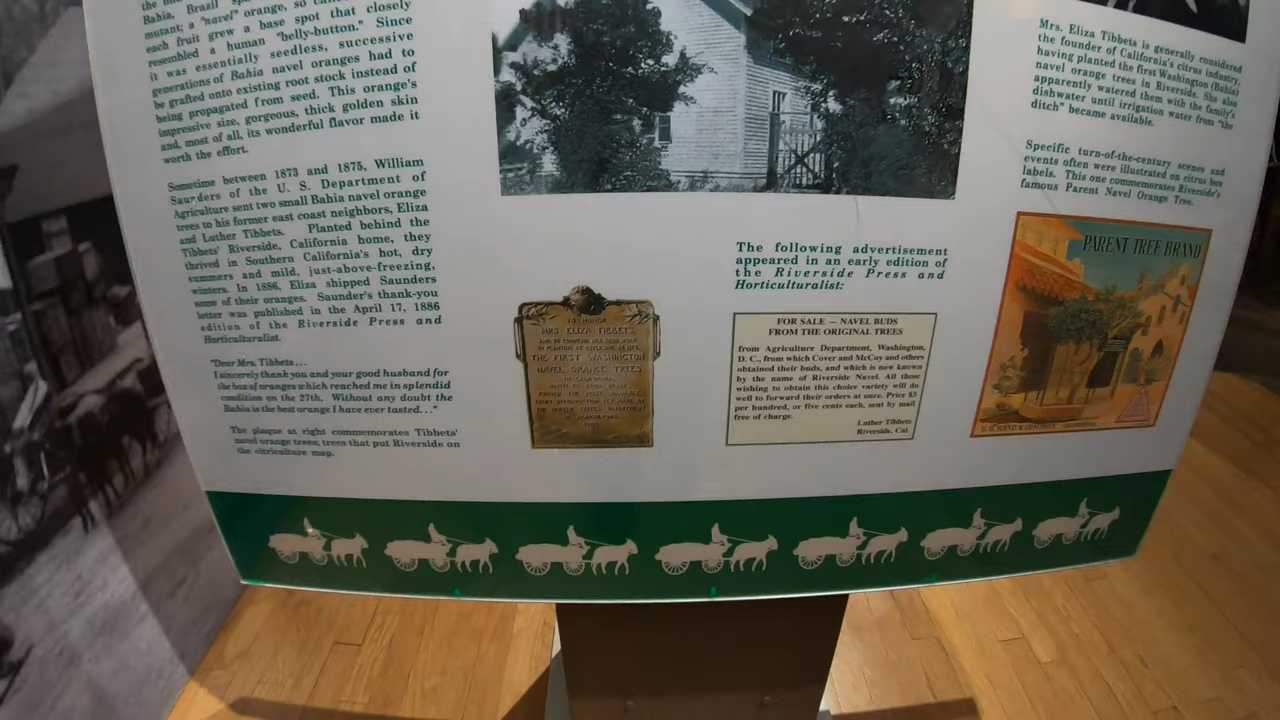 Bahia, Brazil
mutant; a "navel" orange, so
each fruit grew a base spot that closely
resembled a human "belly-button." Since
it was essentially seedless, successive
generations of Bahia navel oranges had to
be grafted onto existing root stock instead of
being propagated from seed. This orange's
impressive size, gorgeous, thick golden skin
and, most of all, its wonderful flavor made it
worth the effort.
Sometime between 1873 and 1875, William
Saurders of the U. S. Department of
Agriculture sent two small Bahia navel orange
trees to his former east coast neighbors, Eliza
and Luther Tibbets. Planted behind the
Tibbets' Riverside, California home, they
thrived in Southern California's hot, dry
summers and mild, just-above-freezing,
winters. In 1886, Eliza shipped Saunders
some of their oranges. Saunder's thank-you
letter was published in the April 17, 1886
edition of the Riverside Press and
Horticulturalist.
"Dear Mrs. Tibbets...
I sincerely thank you and your good husband for
the box of oranges which reached me in splendid
condition on the 27th. Without any doubt the
Bahia is the best orange I have ever tasted..."
The plaque at right commemorates Tibbets'
navel orange trees; trees that put Riverside on
the citriculture map.
TO HONOR
MRS. ELIZA TIBBETS,
THE FIRST WASHINGTON
NAVEL ORANGE TREES
The following advertisement
appeared in an early edition of
the Riverside Press and
Horticulturalist:
FOR SALE — NAVEL BUDS
FROM THE ORIGINAL TREES
from Agriculture Department, Washington,
D. C., from which Cover and McCoy and others
obtained their buds, and which is now known
by the name of Riverside Navel. All those
wishing to obtain this choice variety will do
well to forward their orders at once. Price $5
per hundred, or five cents each, sent by mail
free of charge.
Luther Tibbets
Riverside, Cal.
Mrs. Eliza Tibbets is generally considered
the founder of California's citrus industry,
having planted the first Washington (Bahia)
navel orange trees in Riverside. She also
apparently watered them with the family's
dishwater until irrigation water from "the
ditch" became available.
Specific turn-of-the-century scenes and
events often were illustrated on citrus box
labels. This one commemorates Riverside's
famous Parent Navel Orange Tree.
PARENT TREE BRAND